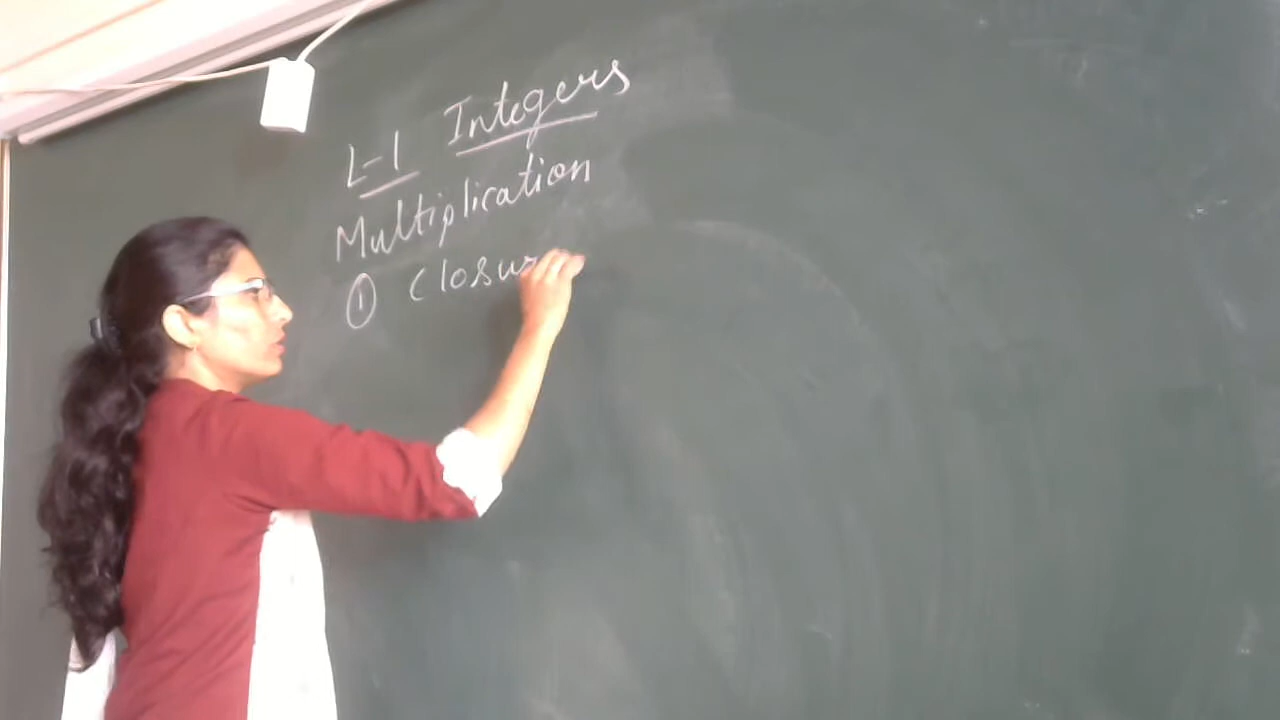 L-1 Integers
Multiplication
① Closur